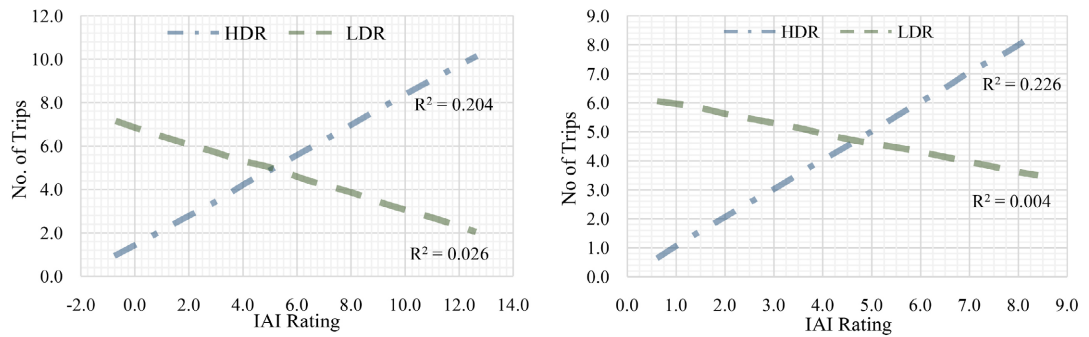 12.0
10.0
8.0
6.0
4.0
2.0
0.0
No. of Trips
HDR LDR
R² = 0.204
R² = 0.026
-2.0 0.0 2.0 4.0 6.0 8.0 10.0 12.0 14.0
IAI Rating
9.0
8.0
7.0
6.0
5.0
4.0
3.0
2.0
1.0
0.0
No of Trips
HDR LDR
R² = 0.226
R² = 0.004
0.0 1.0 2.0 3.0 4.0 5.0 6.0 7.0 8.0 9.0
IAI Rating